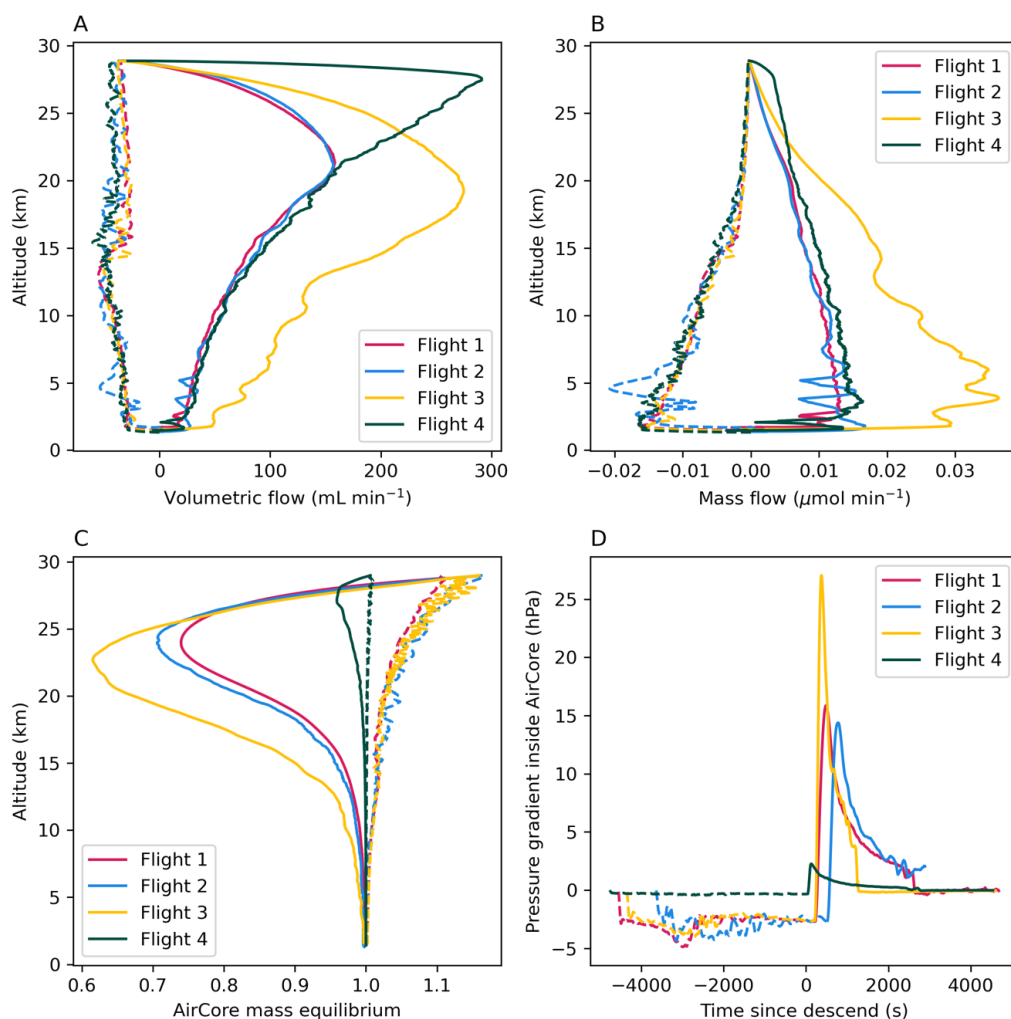 A
30
25
20
15
10
5
0
Altitude (km)
Flight 1
Flight 2
Flight 3
Flight 4
0
100
200
300
Volumetric flow (mL min⁻¹)
B
30
25
20
15
10
5
0
Altitude (km)
Flight 1
Flight 2
Flight 3
Flight 4
−0.02
−0.01
0.00
0.01
0.02
0.03
Mass flow (μmol min⁻¹)
C
30
25
20
15
10
5
0
Altitude (km)
Flight 1
Flight 2
Flight 3
Flight 4
0.6
0.7
0.8
0.9
1.0
1.1
AirCore mass equilibrium
D
25
20
15
10
5
0
−5
Pressure gradient inside AirCore (hPa)
Flight 1
Flight 2
Flight 3
Flight 4
−4000
−2000
0
2000
4000
Time since descend (s)